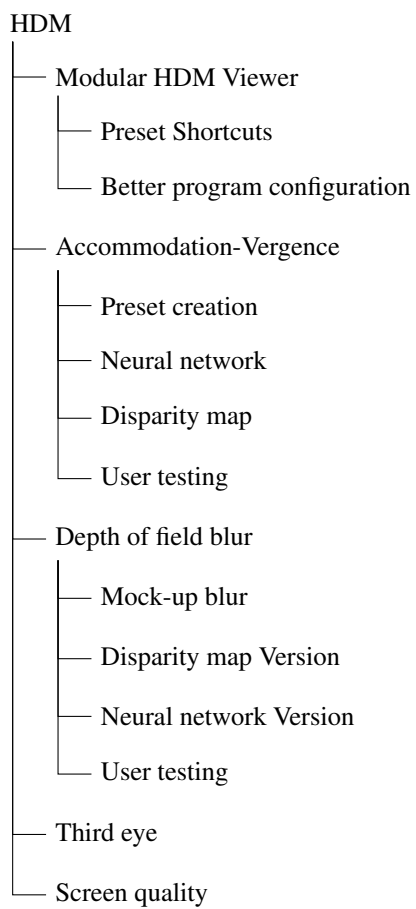 HDM
Modular HDM Viewer
Preset Shortcuts
Better program configuration
Accommodation-Vergence
Preset creation
Neural network
Disparity map
User testing
Depth of field blur
Mock-up blur
Disparity map Version
Neural network Version
User testing
Third eye
Screen quality